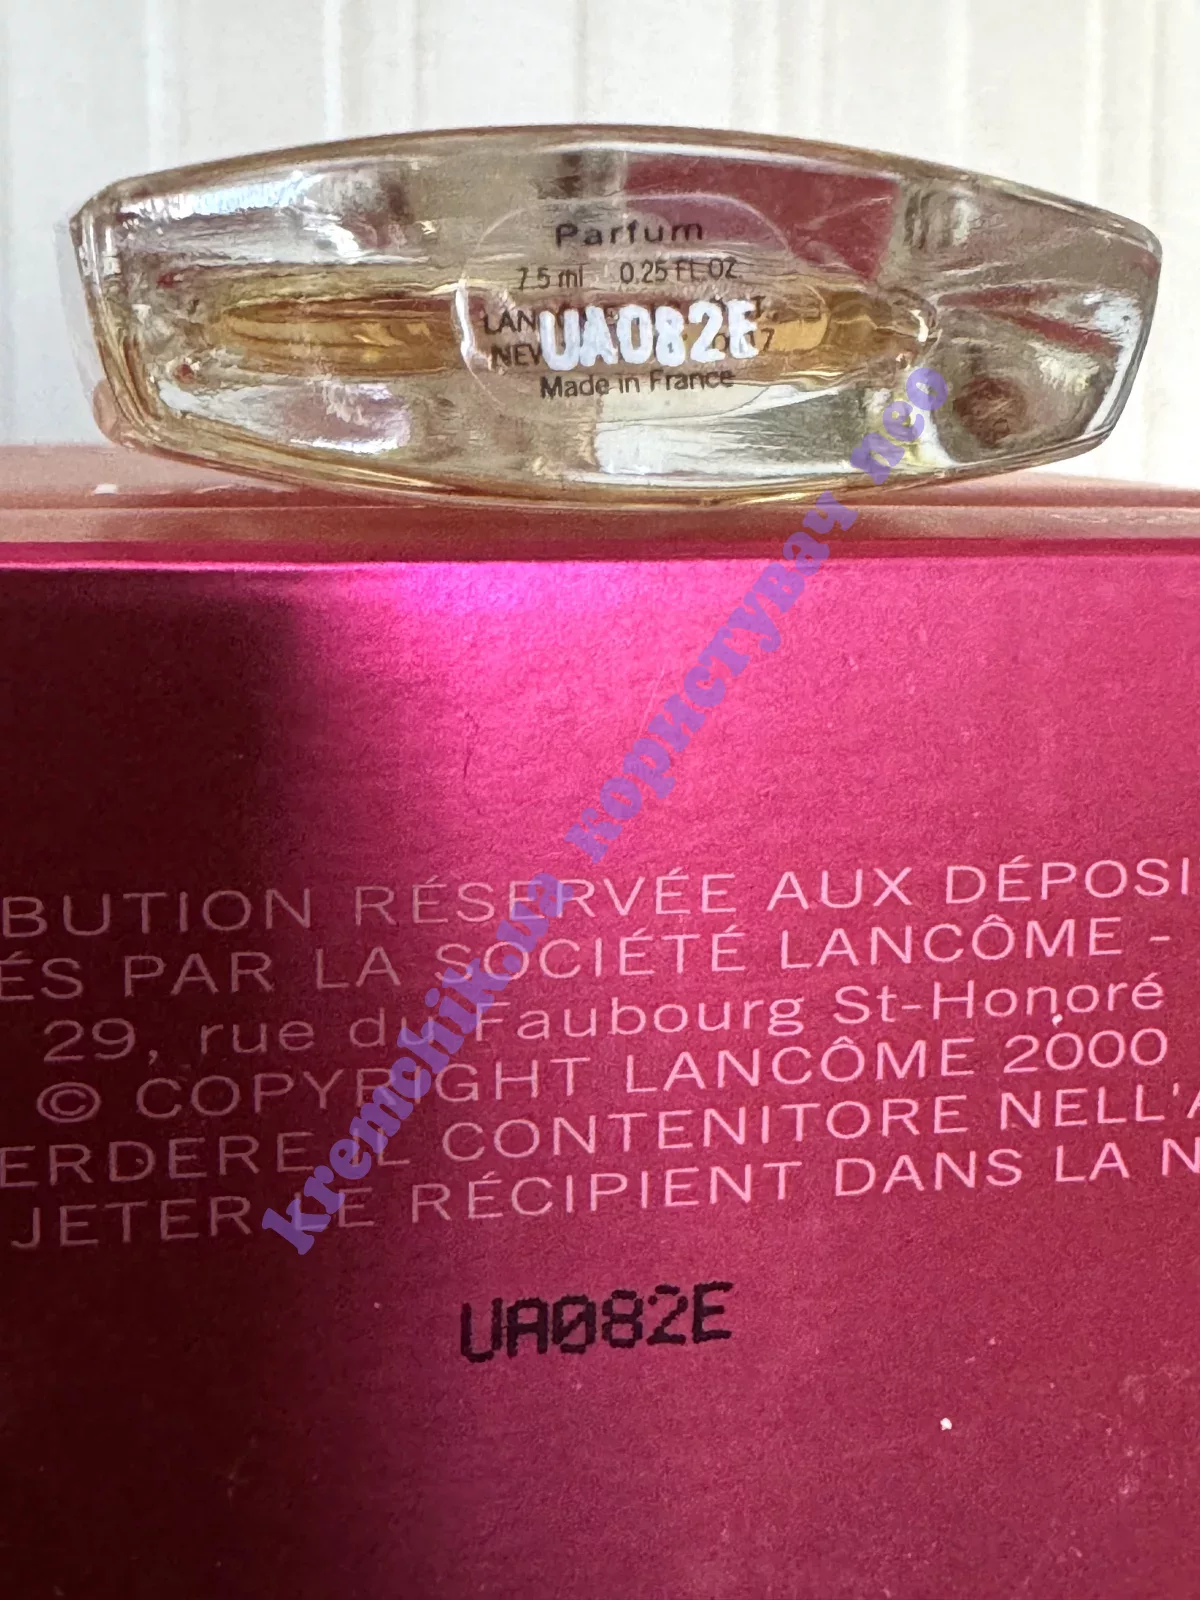 Parfum
7.5 ml 0.25 FL.OZ.
UA082E
Made in France
BUTION RÉSERVÉE AUX DÉPOSI
ÉS PAR LA SOCIÉTÉ LANCÔME -
29, rue du Faubourg St-Honoré
© COPYRIGHT LANCÔME 2000
ERDERE IL CONTENITORE NELL'A
JETER LE RÉCIPIENT DANS LA N
UA082E
kremchik.ua користувач neo